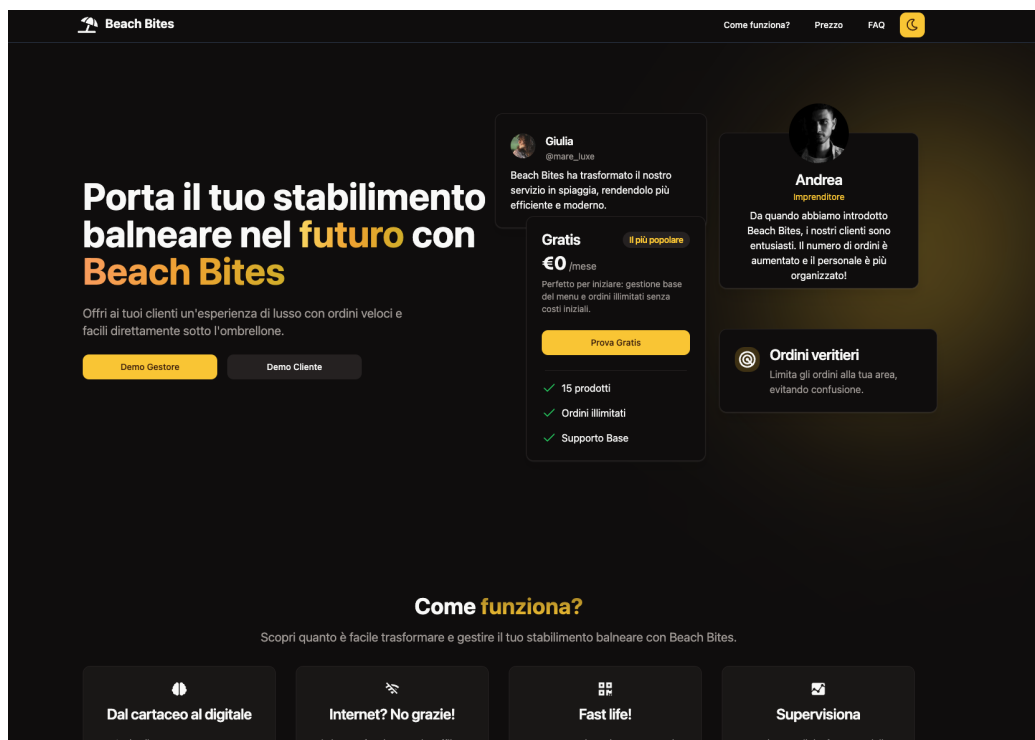 Beach Bites
Come funziona?
Prezzo
FAQ
Porta il tuo stabilimento
balneare nel futuro con
Beach Bites
Offri ai tuoi clienti un'esperienza di lusso con ordini veloci e
facili direttamente sotto l'ombrellone.
Demo Gestore
Demo Cliente
Giulia
@mare_luxe
Beach Bites ha trasformato il nostro
servizio in spiaggia, rendendolo più
efficiente e moderno.
Gratis
Il più popolare
€0 /mese
Perfetto per iniziare: gestione base
del menu e ordini illimitati senza
costi iniziali.
Prova Gratis
15 prodotti
Ordini illimitati
Supporto Base
Andrea
Imprenditore
Da quando abbiamo introdotto
Beach Bites, i nostri clienti sono
entusiasti. Il numero di ordini è
aumentato e il personale è più
organizzato!
Ordini veritieri
Limita gli ordini alla tua area,
evitando confusione.
Come funziona?
Scopri quanto è facile trasformare e gestire il tuo stabilimento balneare con Beach Bites.
Dal cartaceo al digitale
Internet? No grazie!
Fast life!
Supervisiona